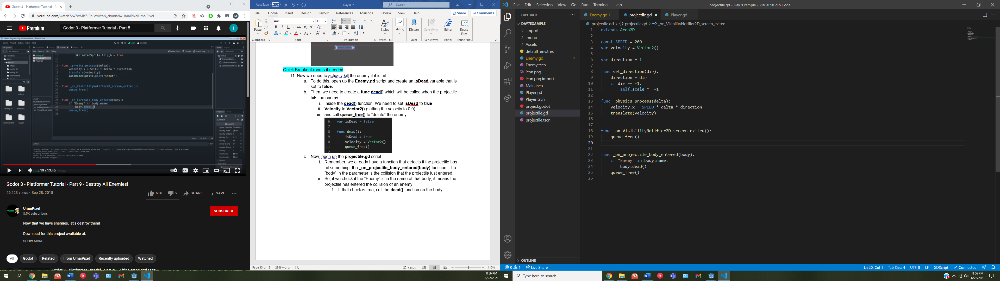 Godot 3 - Platformer Tutorial - P
youtube.com/watch?v=7wMb7-FpLow&ab_channel=UmaiPixelUmaiPixel
Premium
Godot 3 - Platformer Tutorial - Part 5
13 $AnimatedSprite.flip_h = true
14
15
16 func _physics_process(delta):
17 velocity.x = SPEED * delta * direction
18 translate(velocity)
19 $AnimatedSprite.play("shoot")
20
21
22 func _on_VisibilityNotifier2D_screen_exited():
23 queue_free()
24
25
26 func _on_Fireball_body_entered(body):
27 if "Enemy" in body.name:
28 body.dead()
29 queue_free()
30
5:19 / 13:45
Godot 3 - Platformer Tutorial - Part 9 - Destroy All Enemies!
26,223 views • Sep 28, 2018
616 2 SHARE SAVE
UmaiPixel
8.5K subscribers
SUBSCRIBE
Now that we have enemies, let's destroy them!
Download for this project available at:
SHOW MORE
All Godot Related From UmaiPixel Recently uploaded Watched
Godot 3 - Platformer Tutorial - Part 10 - Title Screen and Menu
AutoSave Off Day 8 Search
File Home Insert Design Layout References Mailings Review View Help Share Comments
Arial 11
Paste Styles Editing Dictate Sensitivity Editor Reuse Files
Clipboard Font Paragraph Styles Voice Sensitivity Editor Reuse Files
Quick Breakout rooms if needed
11. Now we need to actually kill the enemy if it is hit.
a. To do this, open up the Enemy.gd script and create an isDead variable that is
set to false.
b. Then, we need to create a func dead() which will be called when the projectile
hits the enemy.
i. Inside the dead() function. We need to set isDead to true
ii. Velocity to Vector2() (setting the velocity to 0,0)
iii. and call queue_free() to "delete" the enemy.
6 var isDead = false
7
8 func dead():
9 isDead = true
10 velocity = Vector2()
11 queue_free()
12
c. Now, open up the projectile.gd script.
i. Remember, we already have a function that detects if the projectile has
hit something, the _on_projectile_body_entered(body) function. The
"body" in the parameter is the collision that the projectile just entered.
ii. So, if we check if the "Enemy" is in the name of that body, it means the
projectile has entered the collision of an enemy.
1. If that check is true, call the dead() function on the body.
Page 13 of 13 2986 words Focus 110%
8:56 PM
6/22/2021
File Edit Selection View Go Run Terminal Help projectile.gd - Day7Example - Visual Studio Code
EXPLORER
DAY7EXAMPLE
.import
.mono
Assets
default_env.tres
Enemy.gd 1
Enemy.tscn
icon.png
icon.png.import
Main.tscn
Player.gd
Player.tscn
project.godot
projectile.gd
projectile.tscn
OUTLINE
Enemy.gd 1 projectile.gd Player.gd
projectile.gd > {} projectile.gd > _on_VisibilityNotifier2D_screen_exited
1 extends Area2D
2
3 const SPEED = 200
4 var velocity = Vector2()
5
6 var direction = 1
7
8 func set_direction(dir):
9 direction = dir
10 if dir == -1:
11 self.scale *= -1
12
13 func _physics_process(delta):
14 velocity.x = SPEED * delta * direction
15 translate(velocity)
16
17
18 func _on_VisibilityNotifier2D_screen_exited():
19 queue_free()
20
21
22 func _on_projectile_body_entered(body):
23 if "Enemy" in body.name:
24 body.dead()
25 queue_free()
26
0 1 Live Share Ln 20, Col 1 Tab Size: 4 UTF-8 LF GDScript Connected
Type here to search
8:56 PM
6/22/2021